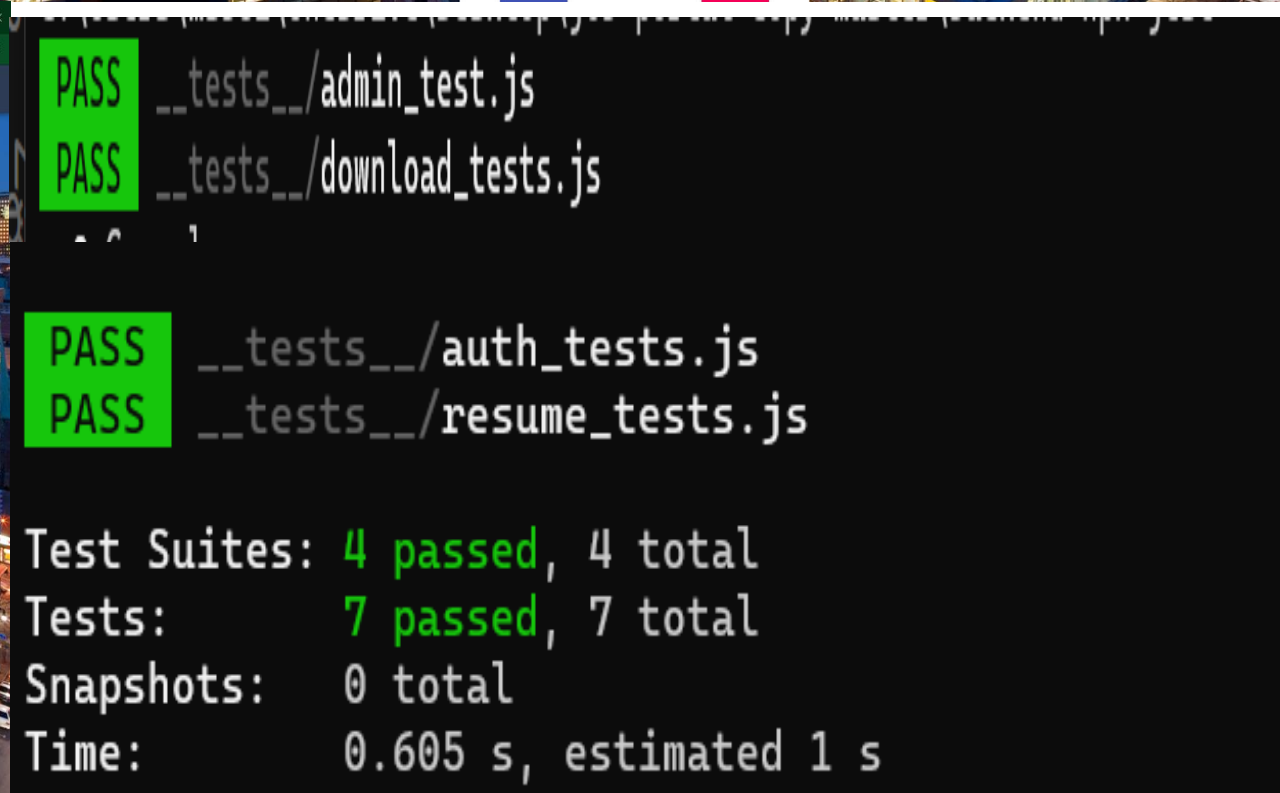 PASS __tests__/admin_test.js
PASS __tests__/download_tests.js
PASS __tests__/auth_tests.js
PASS __tests__/resume_tests.js
Test Suites: 4 passed, 4 total
Tests: 7 passed, 7 total
Snapshots: 0 total
Time: 0.605 s, estimated 1 s